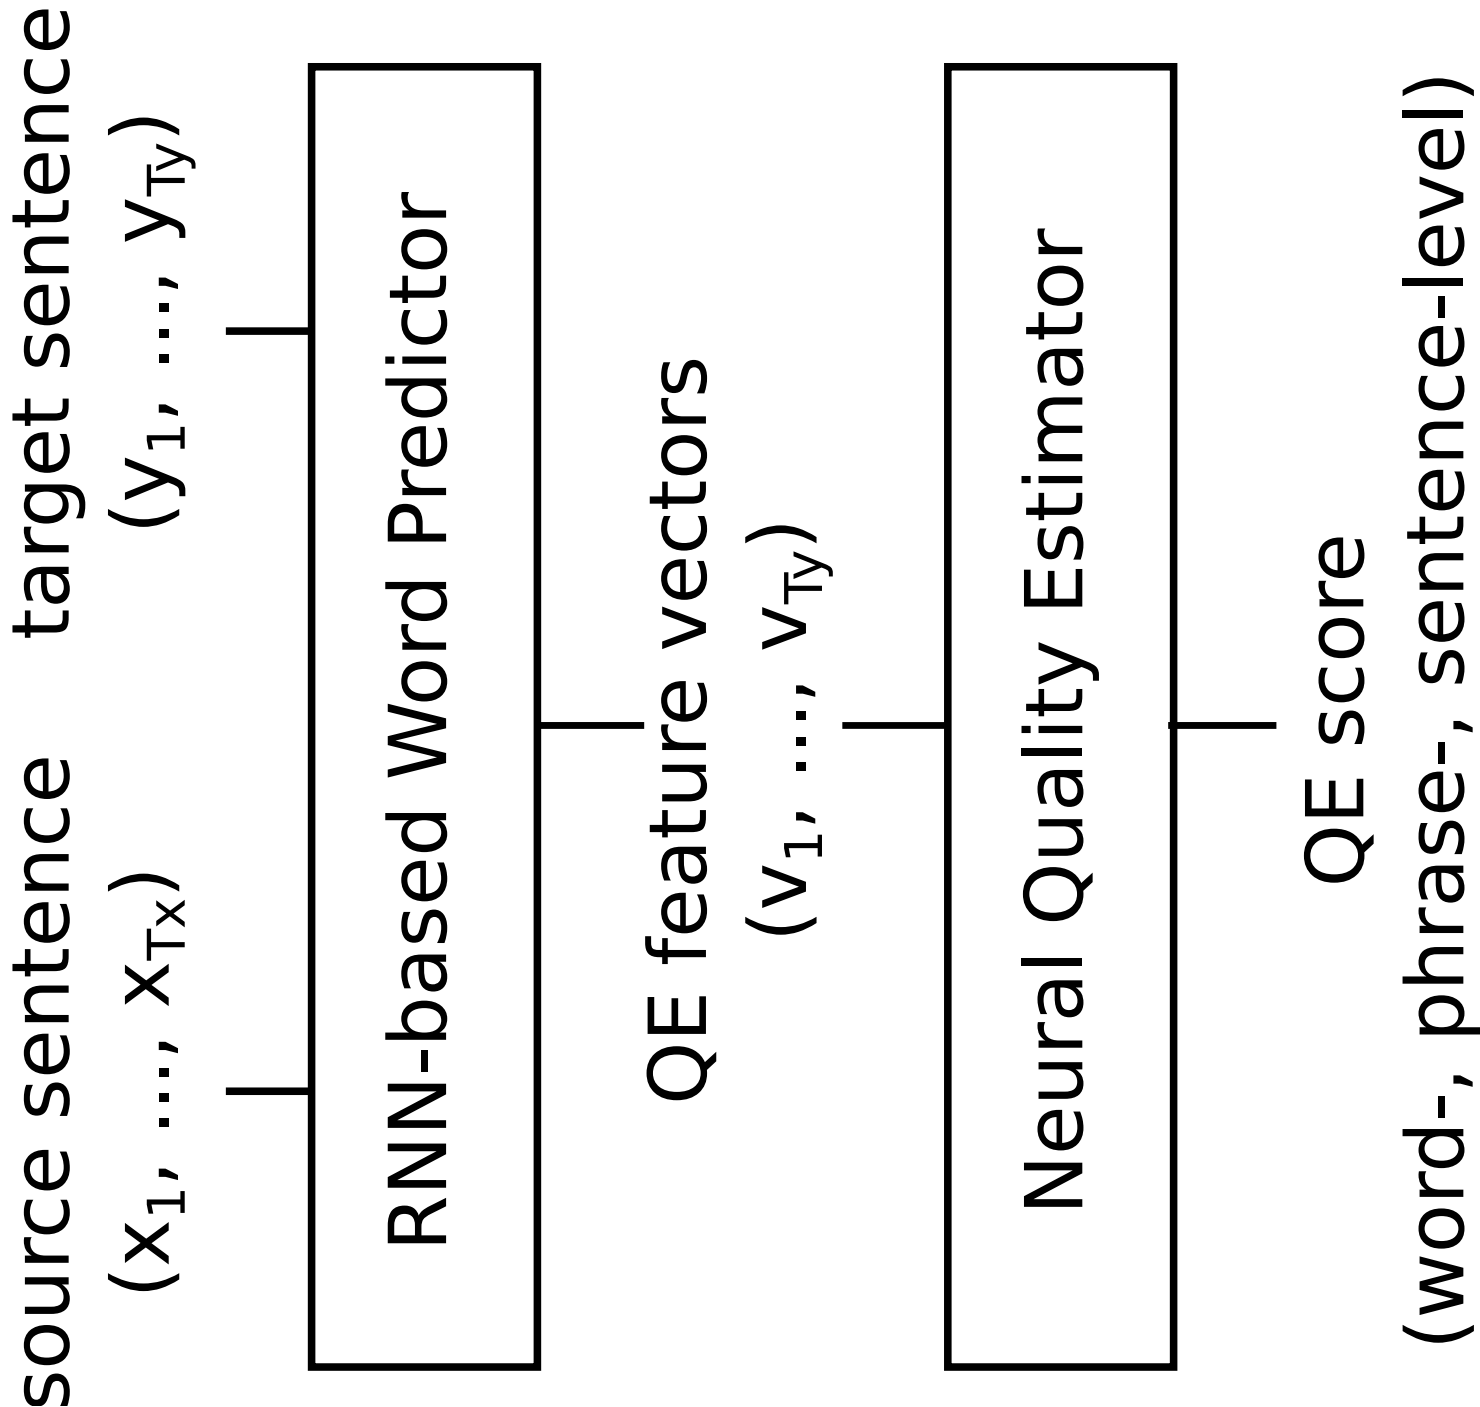 source sentence target sentence
(x1, ..., xTx) (y1, ..., yTy)
RNN-based Word Predictor
QE feature vectors
(v1, ..., vTy)
Neural Quality Estimator
QE score
(word-, phrase-, sentence-level)